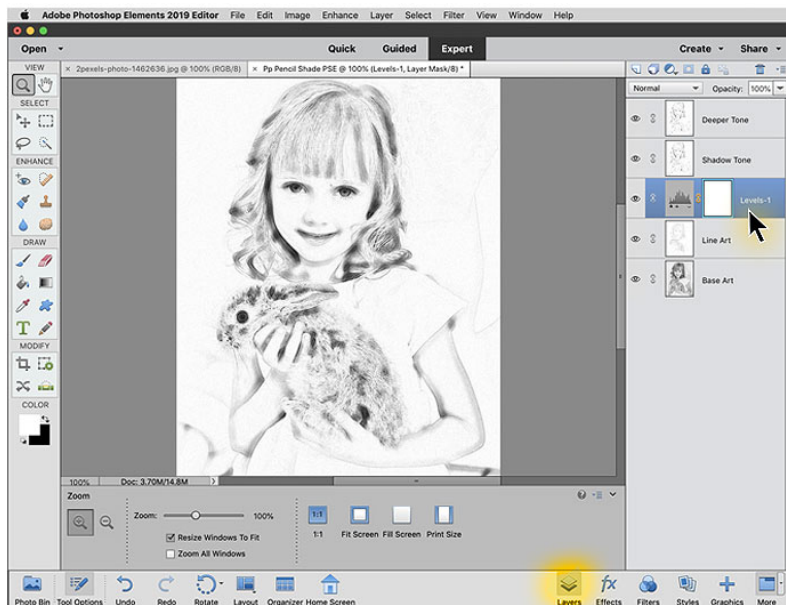 Adobe Photoshop Elements 2019 Editor File Edit Image Enhance Layer Select Filter View Window Help
Open Quick Guided Expert Create Share
VIEW
× 2pexels-photo-1462636.jpg @ 100% (RGB/8) × Pp Pencil Shade PSE @ 100% (Levels-1, Layer Mask/8) *
SELECT
ENHANCE
DRAW
T
MODIFY
COLOR
Normal Opacity: 100%
Deeper Tone
Shadow Tone
Levels-1
Line Art
Base Art
100% Doc: 3.70M/14.8M
Zoom
Zoom: 100%
Resize Windows To Fit
Zoom All Windows
1:1
1:1 Fit Screen Fill Screen Print Size
Photo Bin Tool Options Undo Redo Rotate Layout Organizer Home Screen Layers Effects Filters Styles Graphics More
fx